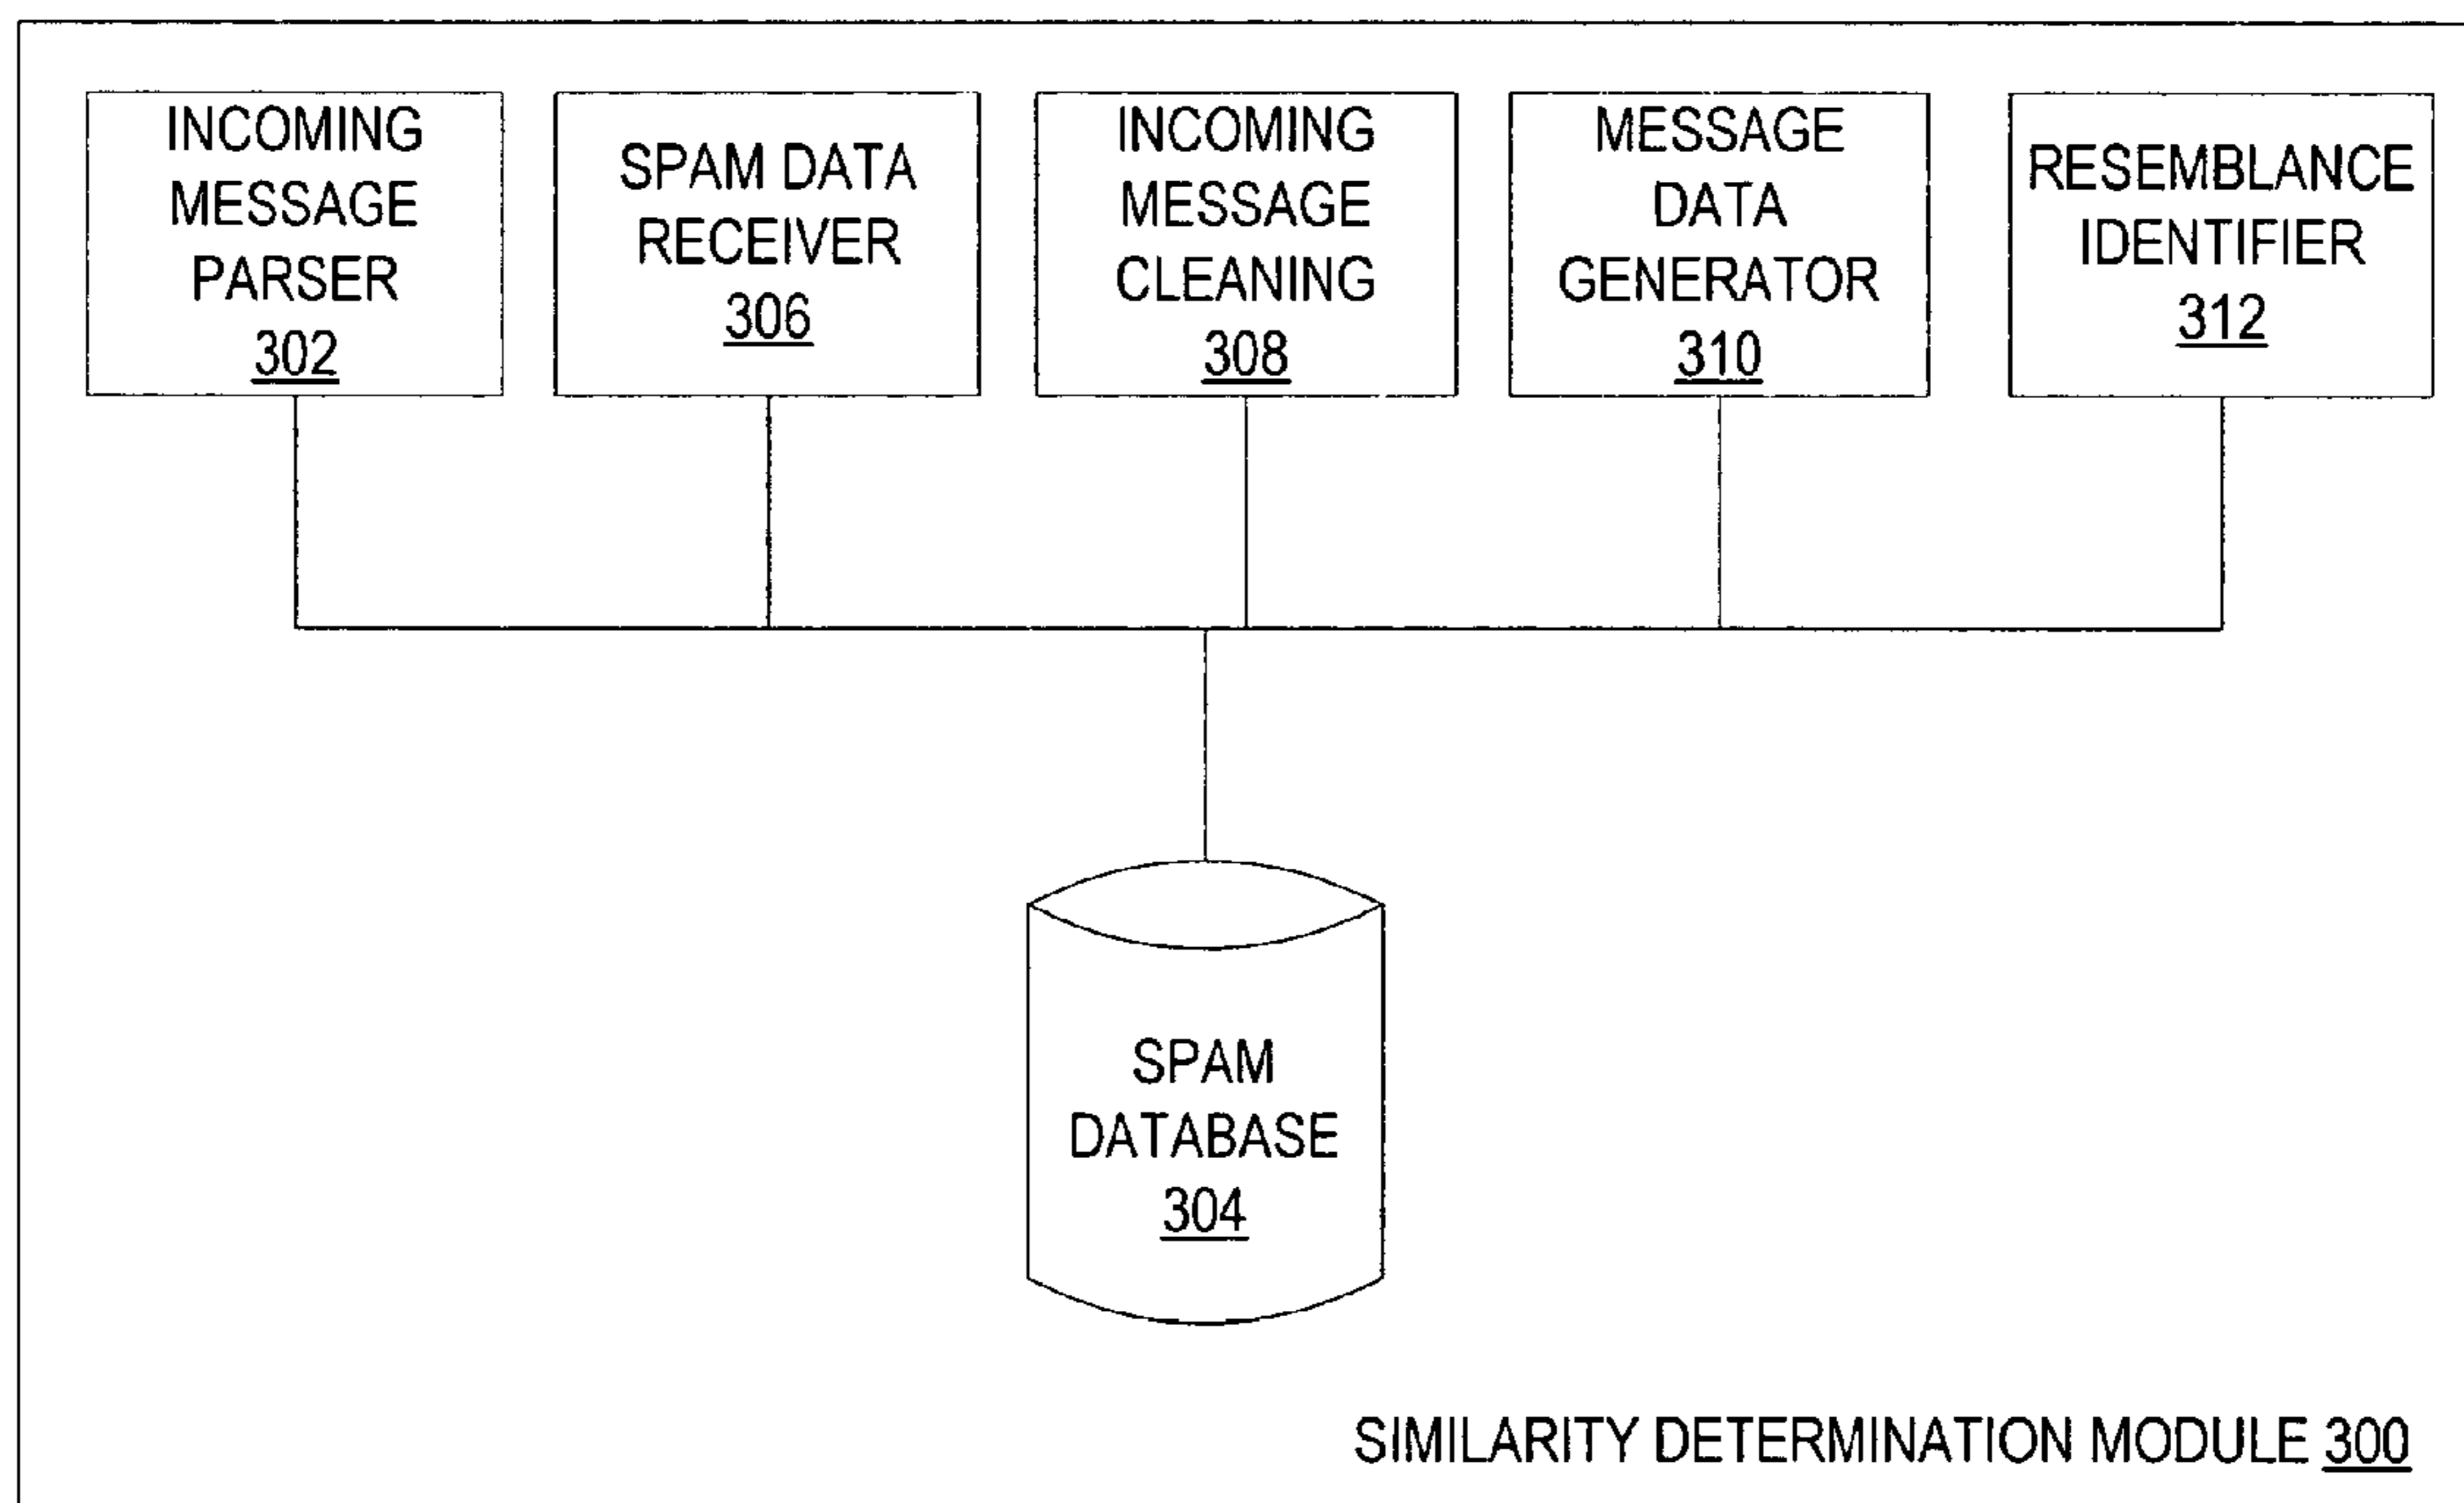 INCOMING
MESSAGE
PARSER
302
SPAM DATA
RECEIVER
306
INCOMING
MESSAGE
CLEANING
308
MESSAGE
DATA
GENERATOR
310
RESEMBLANCE
IDENTIFIER
312
SPAM
DATABASE
304
SIMILARITY DETERMINATION MODULE 300